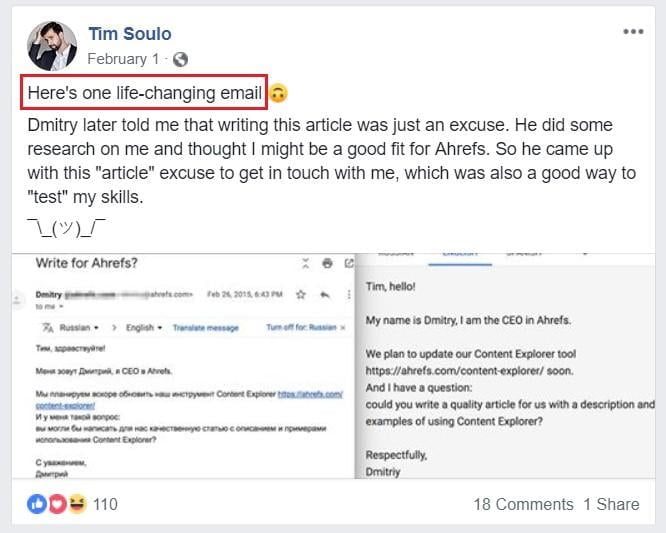 Tim Soulo
February 1 ·
Here's one life-changing email 🙃
Dmitry later told me that writing this article was just an excuse. He did some
research on me and thought I might be a good fit for Ahrefs. So he came up
with this "article" excuse to get in touch with me, which was also a good way to
"test" my skills.
¯\_(ツ)_/¯
Write for Ahrefs?
Dmitry ahrefs.com> Feb 26, 2015, 6:43 PM
to me
Russian > English Translate message Turn off for: Russian ×
Тим, здравствуйте!
Меня зовут Дмитрий, я CEO в Ahrefs.
Мы планируем вскоре обновить наш инструмент Content Explorer https://ahrefs.com/
content-explorer/
И у меня такой вопрос:
вы могли бы написать для нас качественную статью с описанием и примерами
использования Content Explorer?
С уважением,
Дмитрий
ENGLISH
Tim, hello!
My name is Dmitry, I am the CEO in Ahrefs.
We plan to update our Content Explorer tool
https://ahrefs.com/content-explorer/ soon.
And I have a question:
could you write a quality article for us with a description and
examples of using Content Explorer?
Respectfully,
Dmitriy
110 18 Comments 1 Share